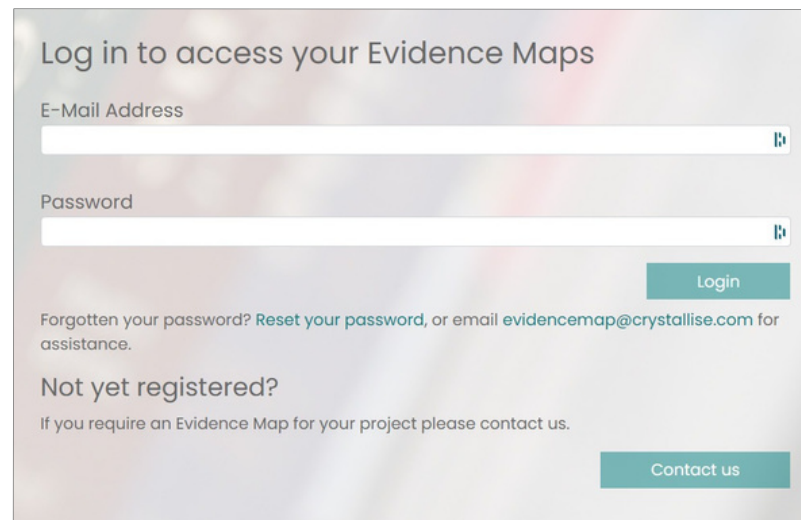 Log in to access your Evidence Maps
E-Mail Address
Password
Login
Forgotten your password? Reset your password, or email evidencemap@crystallise.com for
assistance.
Not yet registered?
If you require an Evidence Map for your project please contact us.
Contact us